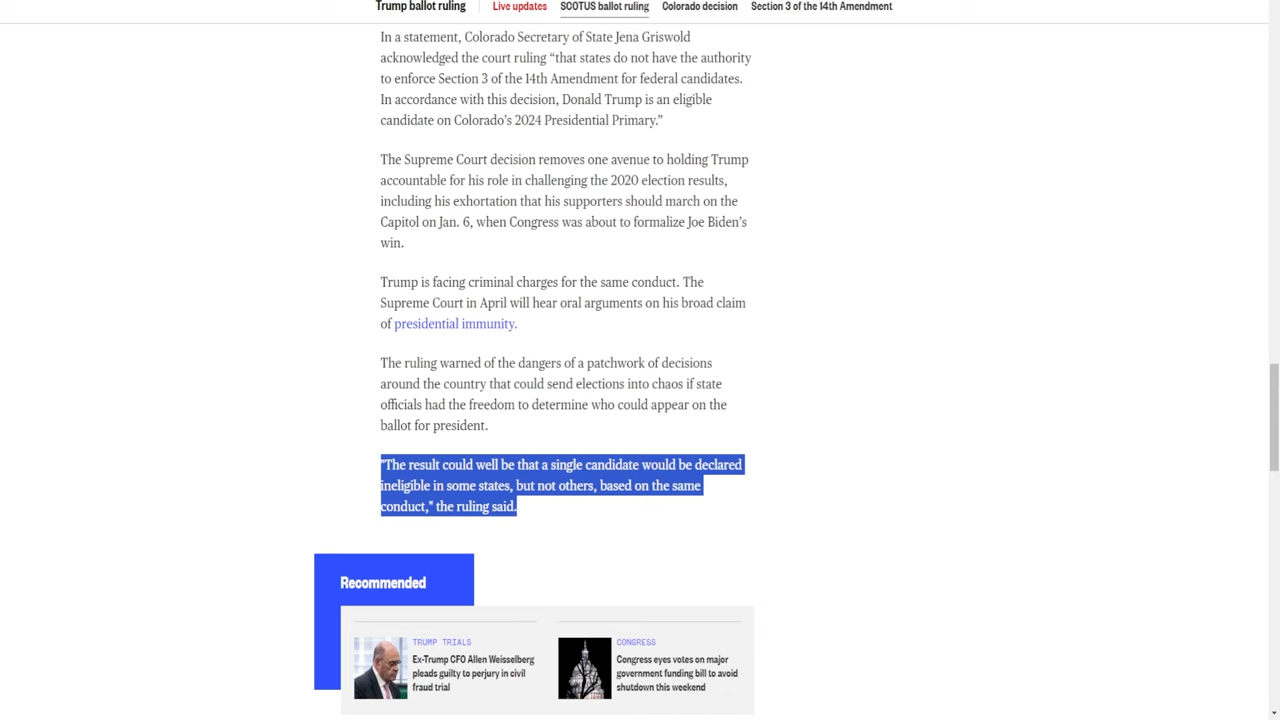 Trump ballot ruling
Live updates
SCOTUS ballot ruling
Colorado decision
Section 3 of the 14th Amendment
In a statement, Colorado Secretary of State Jena Griswold
acknowledged the court ruling “that states do not have the authority
to enforce Section 3 of the 14th Amendment for federal candidates.
In accordance with this decision, Donald Trump is an eligible
candidate on Colorado’s 2024 Presidential Primary.”
The Supreme Court decision removes one avenue to holding Trump
accountable for his role in challenging the 2020 election results,
including his exhortation that his supporters should march on the
Capitol on Jan. 6, when Congress was about to formalize Joe Biden’s
win.
Trump is facing criminal charges for the same conduct. The
Supreme Court in April will hear oral arguments on his broad claim
of presidential immunity.
The ruling warned of the dangers of a patchwork of decisions
around the country that could send elections into chaos if state
officials had the freedom to determine who could appear on the
ballot for president.
"The result could well be that a single candidate would be declared
ineligible in some states, but not others, based on the same
conduct," the ruling said.
Recommended
TRUMP TRIALS
Ex-Trump CFO Allen Weisselberg
pleads guilty to perjury in civil
fraud trial
CONGRESS
Congress eyes votes on major
government funding bill to avoid
shutdown this weekend